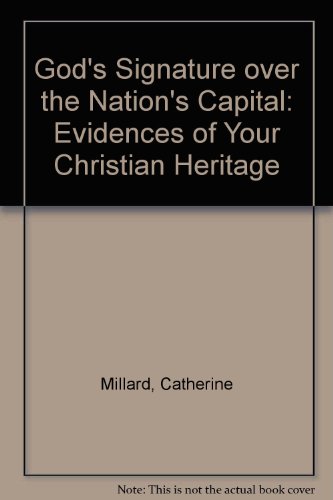 God's Signature over
the Nation's Capital:
Evidences of Your
Christian Heritage
Millard, Catherine
Note: This is not the actual book cover